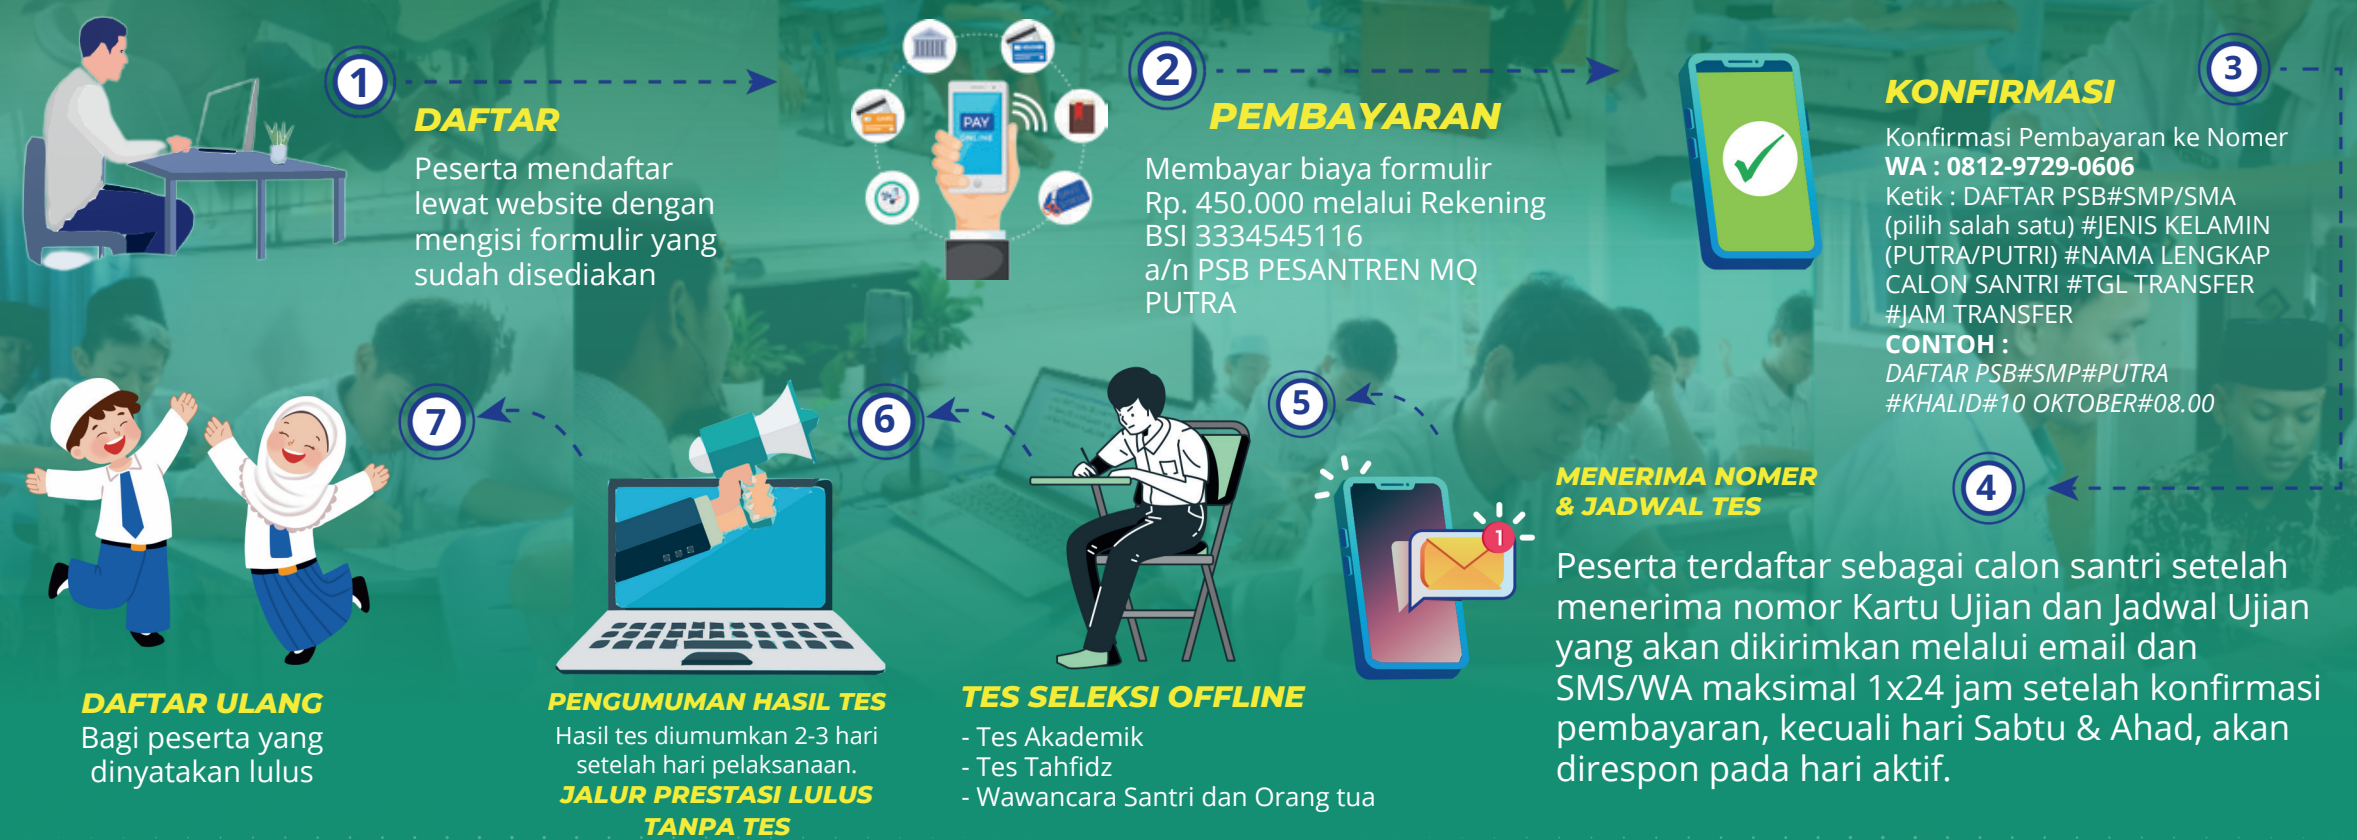 1
DAFTAR
Peserta mendaftar
lewat website dengan
mengisi formulir yang
sudah disediakan
PAY
ONLINE
2
PEMBAYARAN
Membayar biaya formulir
Rp. 450.000 melalui Rekening
BSI 3334545116
a/n PSB PESANTREN MQ
PUTRA
3
KONFIRMASI
Konfirmasi Pembayaran ke Nomer
WA : 0812-9729-0606
Ketik : DAFTAR PSB#SMP/SMA
(pilih salah satu) #JENIS KELAMIN
(PUTRA/PUTRI) #NAMA LENGKAP
CALON SANTRI #TGL TRANSFER
#JAM TRANSFER
CONTOH :
DAFTAR PSB#SMP#PUTRA
#KHALID#10 OKTOBER#08.00
4
MENERIMA NOMER
& JADWAL TES
Peserta terdaftar sebagai calon santri setelah
menerima nomor Kartu Ujian dan Jadwal Ujian
yang akan dikirimkan melalui email dan
SMS/WA maksimal 1x24 jam setelah konfirmasi
pembayaran, kecuali hari Sabtu & Ahad, akan
direspon pada hari aktif.
1
5
TES SELEKSI OFFLINE
- Tes Akademik
- Tes Tahfidz
- Wawancara Santri dan Orang tua
6
PENGUMUMAN HASIL TES
Hasil tes diumumkan 2-3 hari
setelah hari pelaksanaan.
JALUR PRESTASI LULUS
TANPA TES
7
DAFTAR ULANG
Bagi peserta yang
dinyatakan lulus